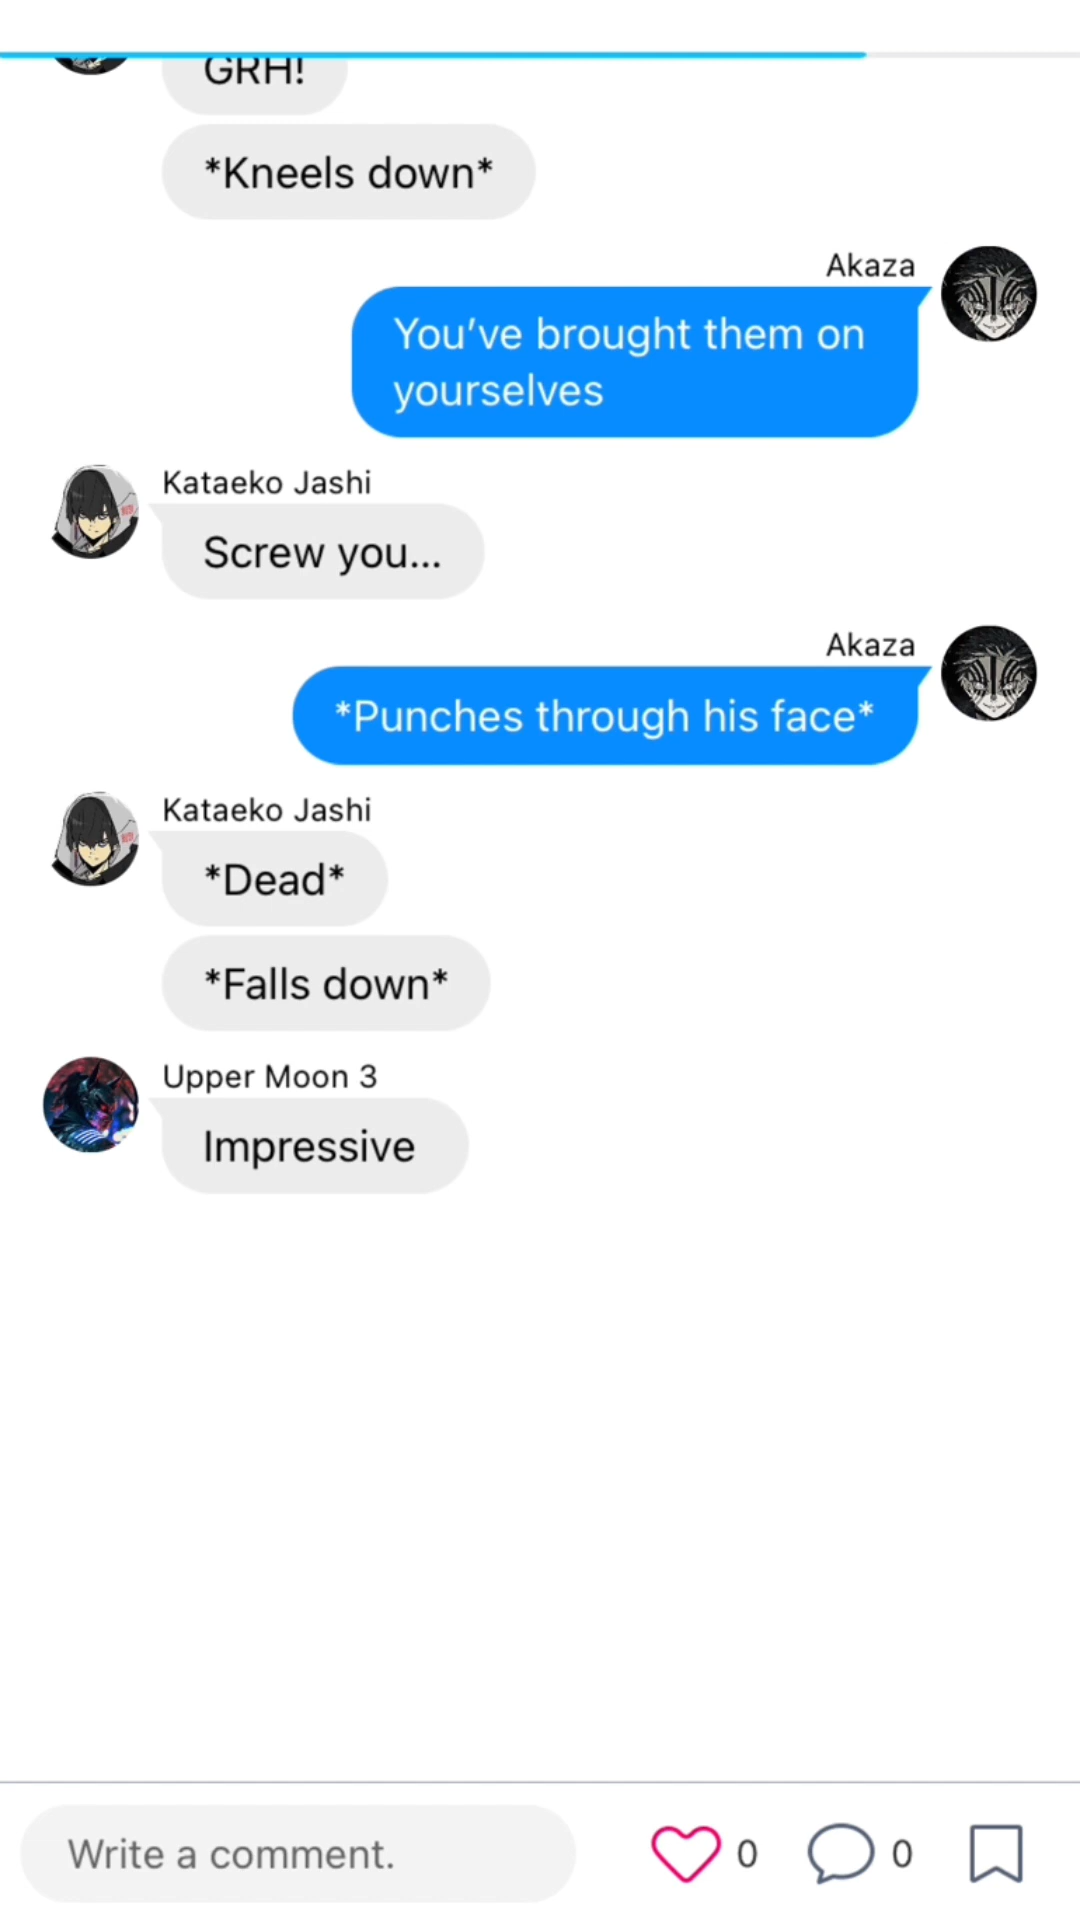 GRH!
*Kneels down*
Akaza
You’ve brought them on
yourselves
Kataeko Jashi
Screw you...
Akaza
*Punches through his face*
Kataeko Jashi
*Dead*
*Falls down*
Upper Moon 3
Impressive
Write a comment.
0
0